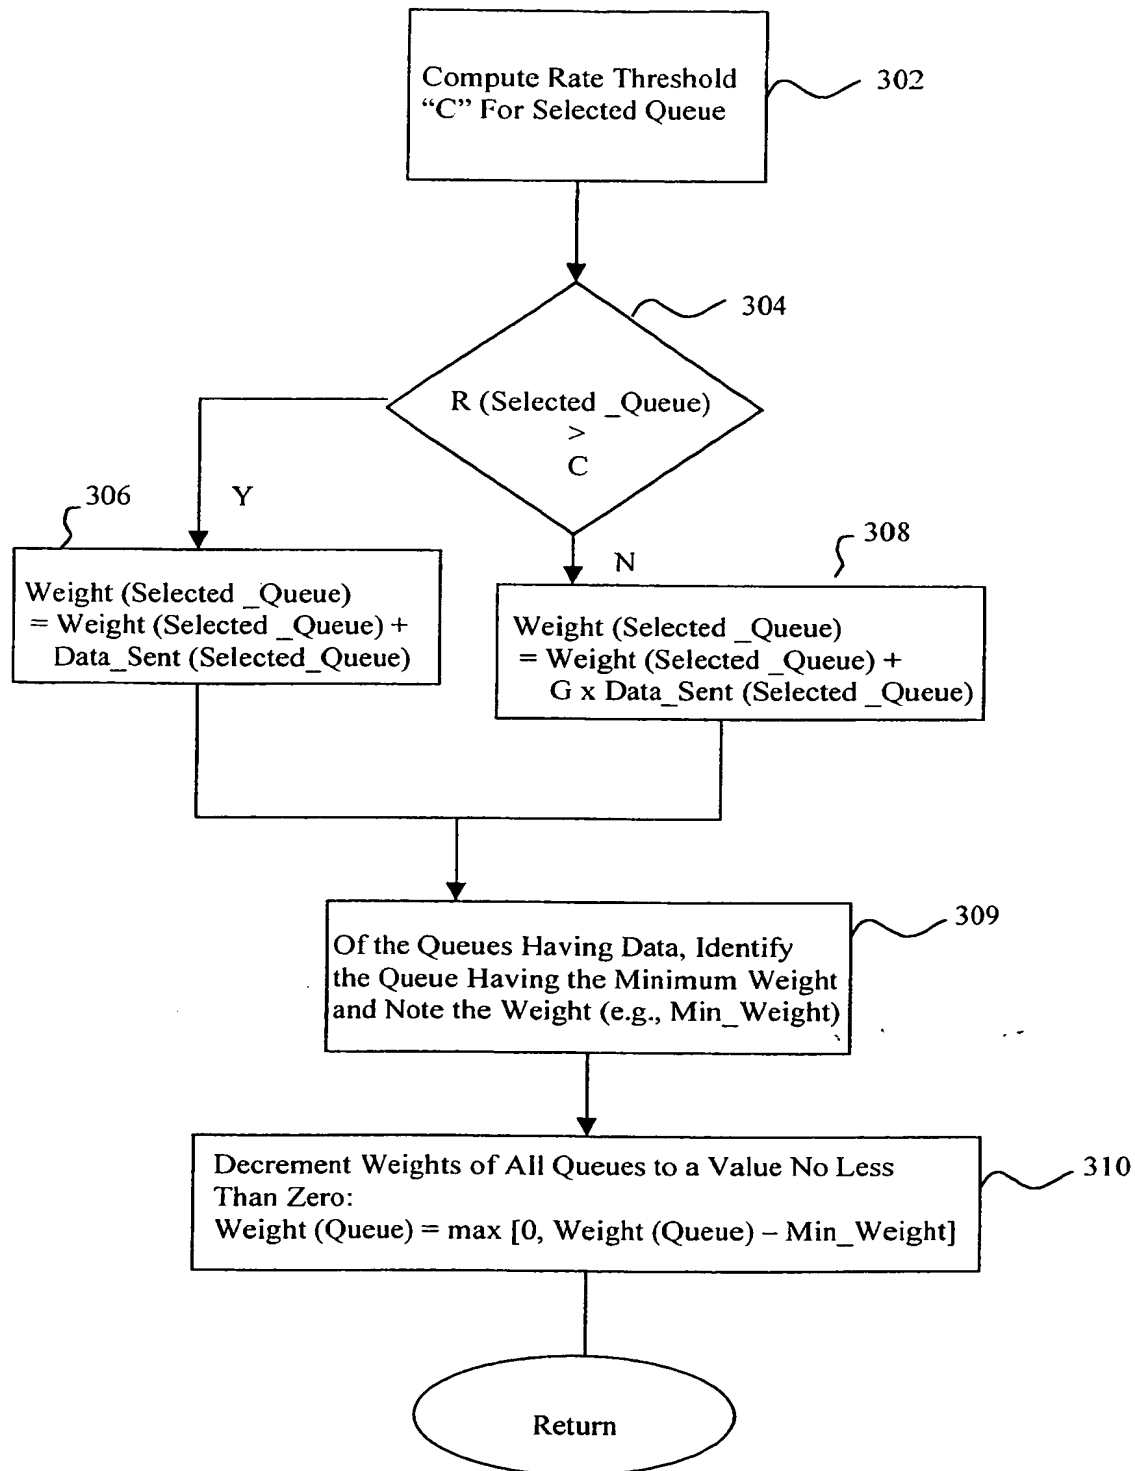 Compute Rate Threshold
“C” For Selected Queue
302
304
R (Selected _Queue)
>
C
306
Y
308
N
Weight (Selected _Queue)
= Weight (Selected _Queue) +
Data_Sent (Selected_Queue)
Weight (Selected _Queue)
= Weight (Selected _Queue) +
G x Data_Sent (Selected _Queue)
309
Of the Queues Having Data, Identify
the Queue Having the Minimum Weight
and Note the Weight (e.g., Min_Weight)
310
Decrement Weights of All Queues to a Value No Less
Than Zero:
Weight (Queue) = max [0, Weight (Queue) – Min_Weight]
Return